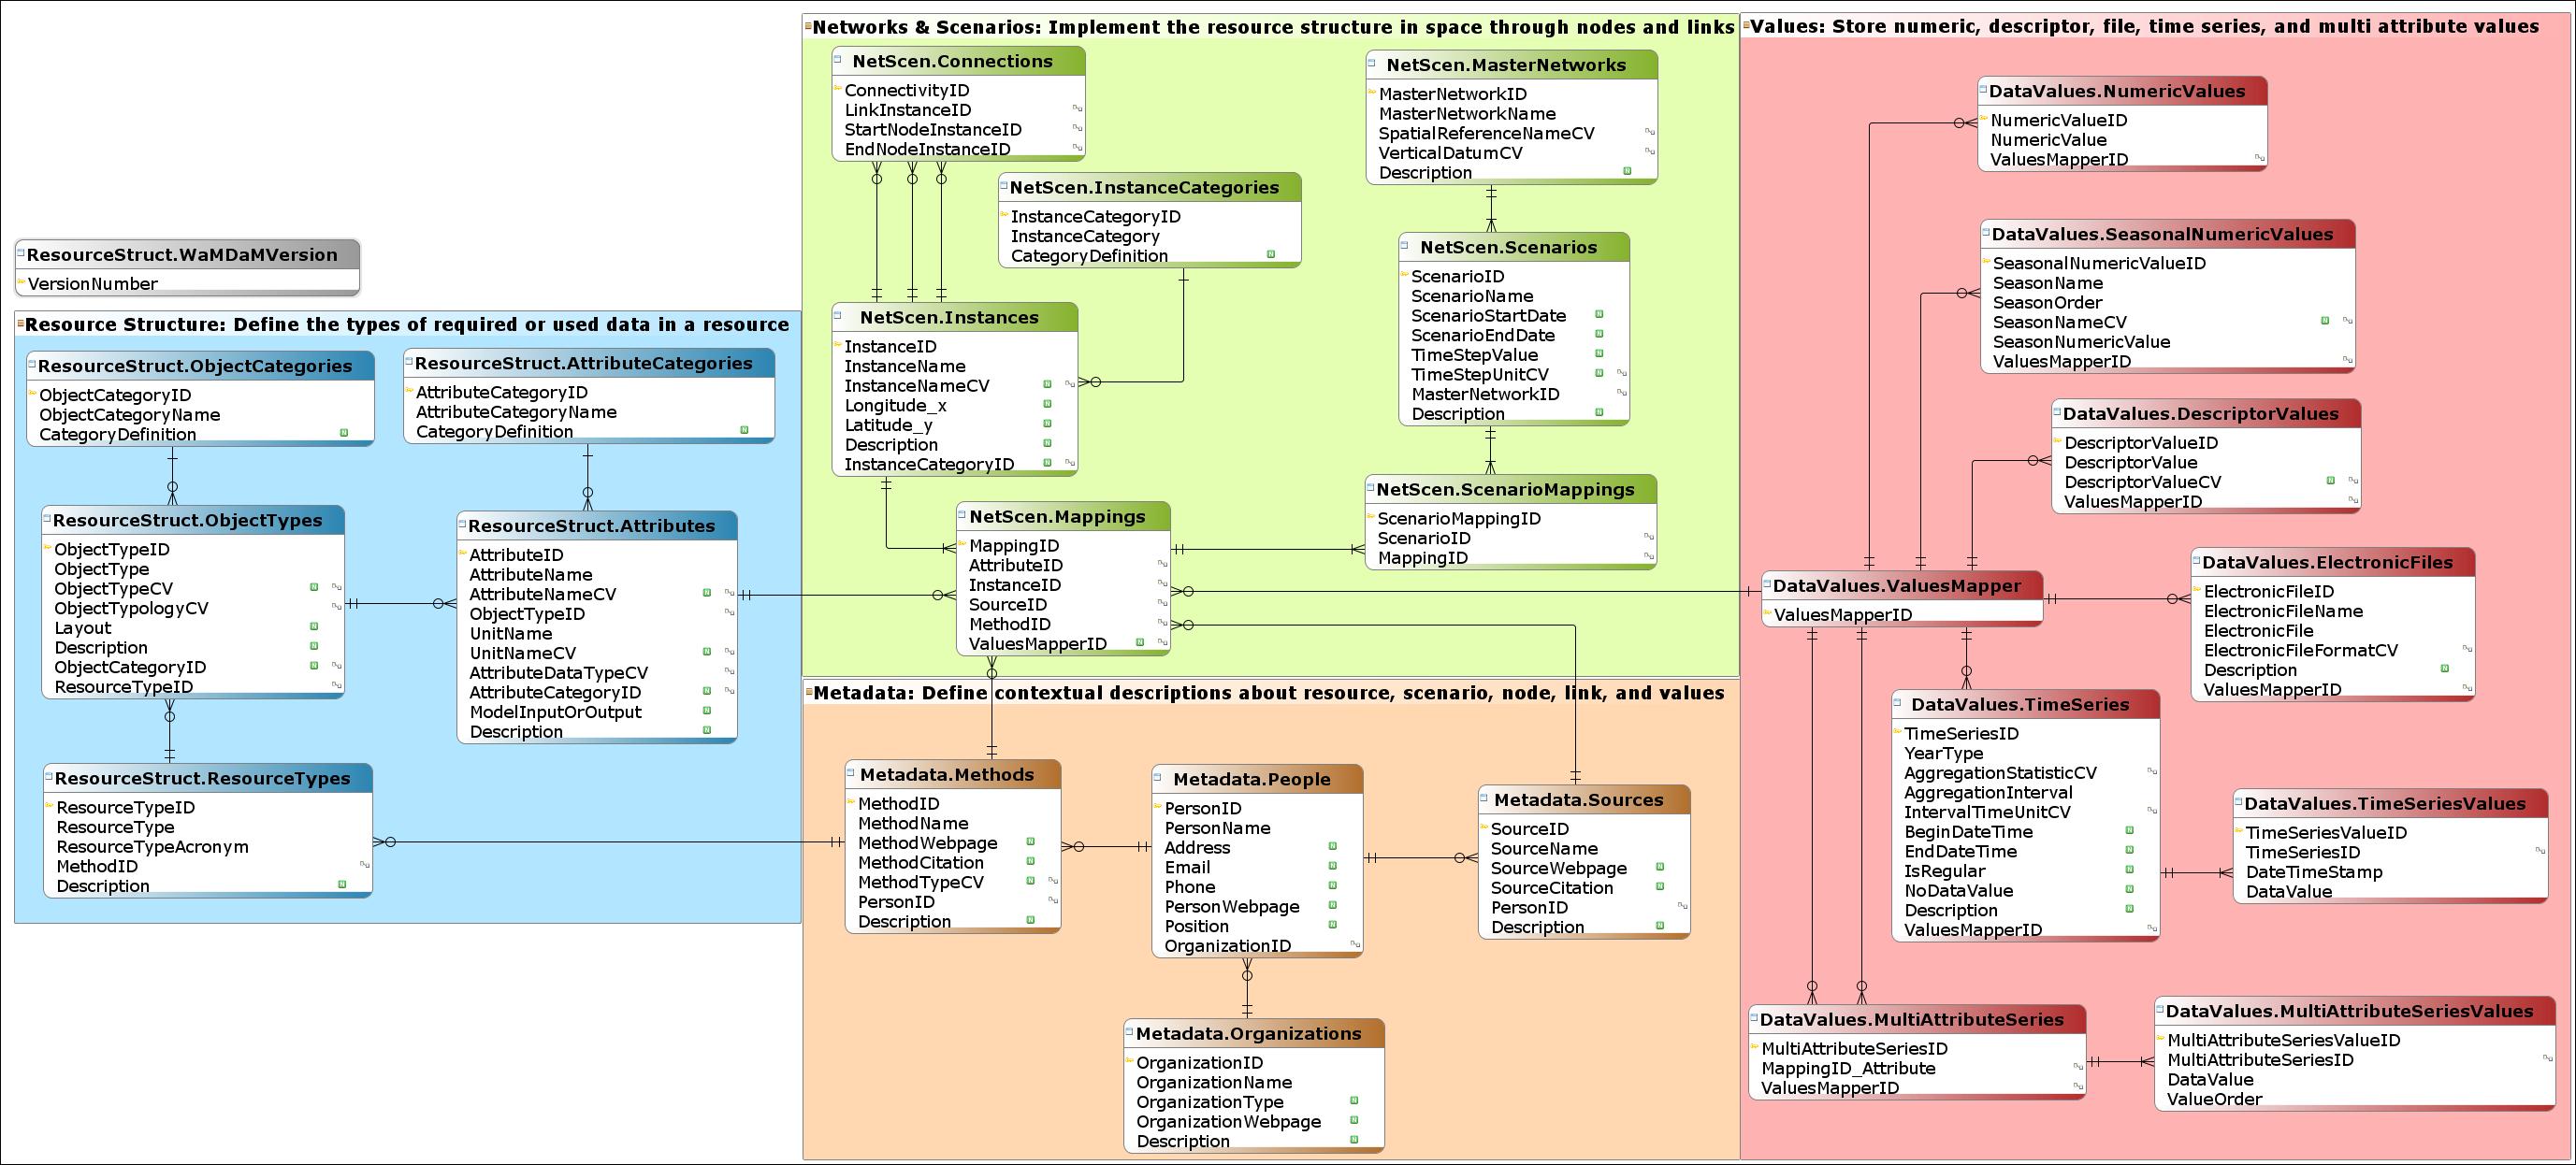 ResourceStruct.WaMDaMVersion
VersionNumber
Resource Structure: Define the types of required or used data in a resource
ResourceStruct.ObjectCategories
ObjectCategoryID
ObjectCategoryName
CategoryDefinition
ResourceStruct.AttributeCategories
AttributeCategoryID
AttributeCategoryName
CategoryDefinition
ResourceStruct.ObjectTypes
ObjectTypeID
ObjectType
ObjectTypeCV
ObjectTypologyCV
Layout
Description
ObjectCategoryID
ResourceTypeID
ResourceStruct.Attributes
AttributeID
AttributeName
AttributeNameCV
ObjectTypeID
UnitName
UnitNameCV
AttributeDataTypeCV
AttributeCategoryID
ModelInputOrOutput
Description
ResourceStruct.ResourceTypes
ResourceTypeID
ResourceType
ResourceTypeAcronym
MethodID
Description
Networks & Scenarios: Implement the resource structure in space through nodes and links
NetScen.Connections
ConnectivityID
LinkInstanceID
StartNodeInstanceID
EndNodeInstanceID
NetScen.InstanceCategories
InstanceCategoryID
InstanceCategory
CategoryDefinition
NetScen.MasterNetworks
MasterNetworkID
MasterNetworkName
SpatialReferenceNameCV
VerticalDatumCV
Description
NetScen.Instances
InstanceID
InstanceName
InstanceNameCV
Longitude_x
Latitude_y
Description
InstanceCategoryID
NetScen.Scenarios
ScenarioID
ScenarioName
ScenarioStartDate
ScenarioEndDate
TimeStepValue
TimeStepUnitCV
MasterNetworkID
Description
NetScen.Mappings
MappingID
AttributeID
InstanceID
SourceID
MethodID
ValuesMapperID
NetScen.ScenarioMappings
ScenarioMappingID
ScenarioID
MappingID
Metadata: Define contextual descriptions about resource, scenario, node, link, and values
Metadata.Methods
MethodID
MethodName
MethodWebpage
MethodCitation
MethodTypeCV
PersonID
Description
Metadata.People
PersonID
PersonName
Address
Email
Phone
PersonWebpage
Position
OrganizationID
Metadata.Sources
SourceID
SourceName
SourceWebpage
SourceCitation
PersonID
Description
Metadata.Organizations
OrganizationID
OrganizationName
OrganizationType
OrganizationWebpage
Description
Values: Store numeric, descriptor, file, time series, and multi attribute values
DataValues.NumericValues
NumericValueID
NumericValue
ValuesMapperID
DataValues.SeasonalNumericValues
SeasonalNumericValueID
SeasonName
SeasonOrder
SeasonNameCV
SeasonNumericValue
ValuesMapperID
DataValues.DescriptorValues
DescriptorValueID
DescriptorValue
DescriptorValueCV
ValuesMapperID
DataValues.ValuesMapper
ValuesMapperID
DataValues.ElectronicFiles
ElectronicFileID
ElectronicFileName
ElectronicFile
ElectronicFileFormatCV
Description
ValuesMapperID
DataValues.TimeSeries
TimeSeriesID
YearType
AggregationStatisticCV
AggregationInterval
IntervalTimeUnitCV
BeginDateTime
EndDateTime
IsRegular
NoDataValue
Description
ValuesMapperID
DataValues.TimeSeriesValues
TimeSeriesValueID
TimeSeriesID
DateTimeStamp
DataValue
DataValues.MultiAttributeSeries
MultiAttributeSeriesID
MappingID_Attribute
ValuesMapperID
DataValues.MultiAttributeSeriesValues
MultiAttributeSeriesValueID
MultiAttributeSeriesID
DataValue
ValueOrder